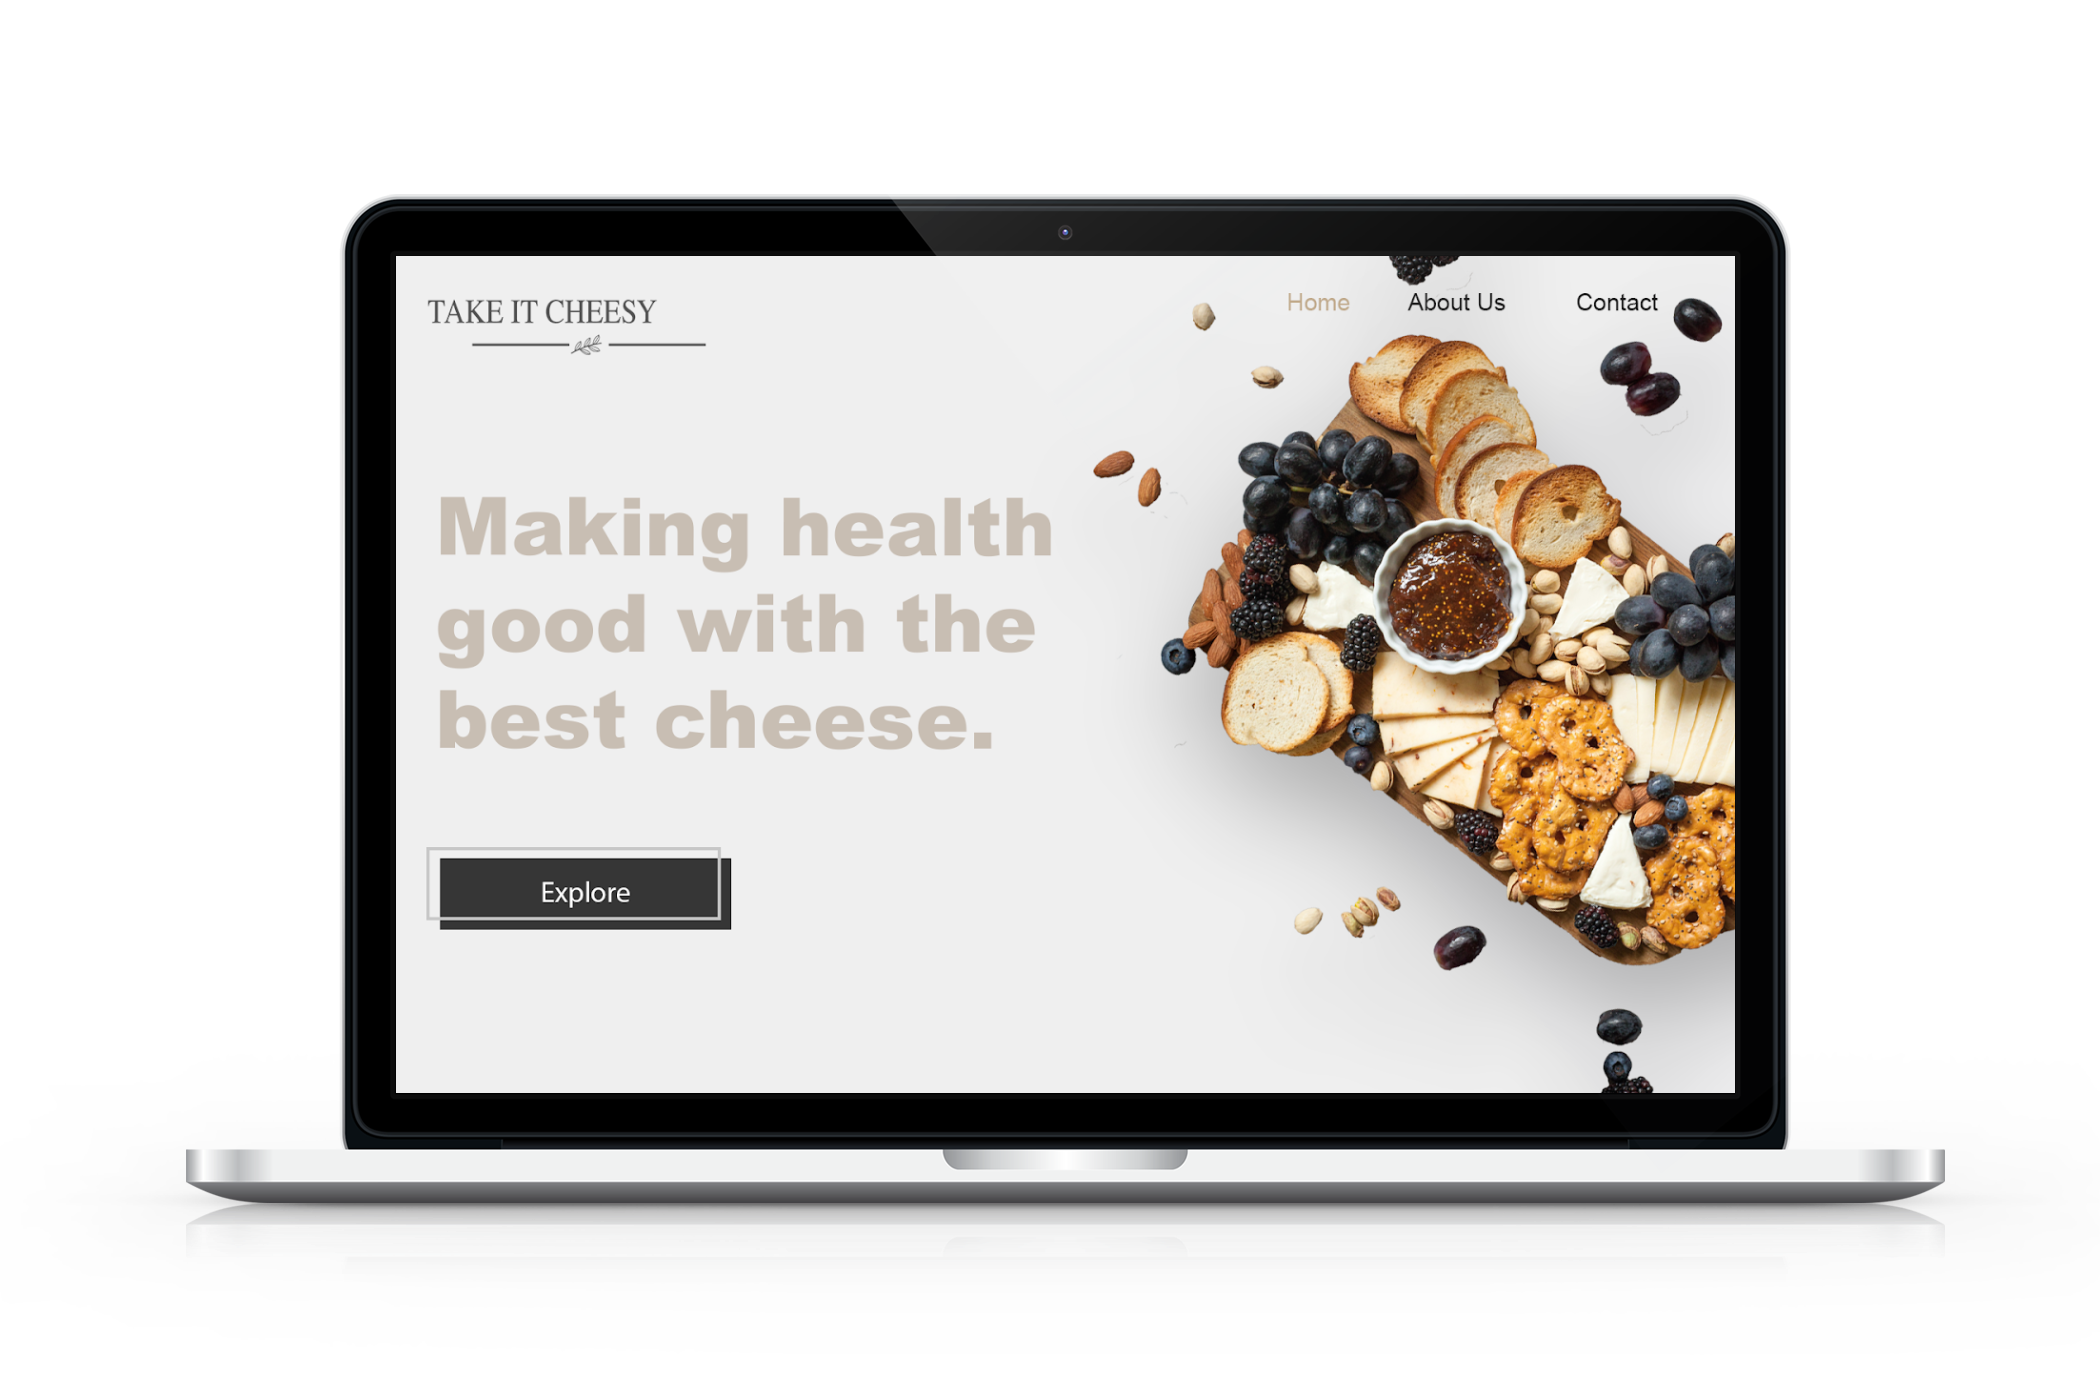 TAKE IT CHEESY
Home About Us Contact
Making health
good with the
best cheese.
Explore